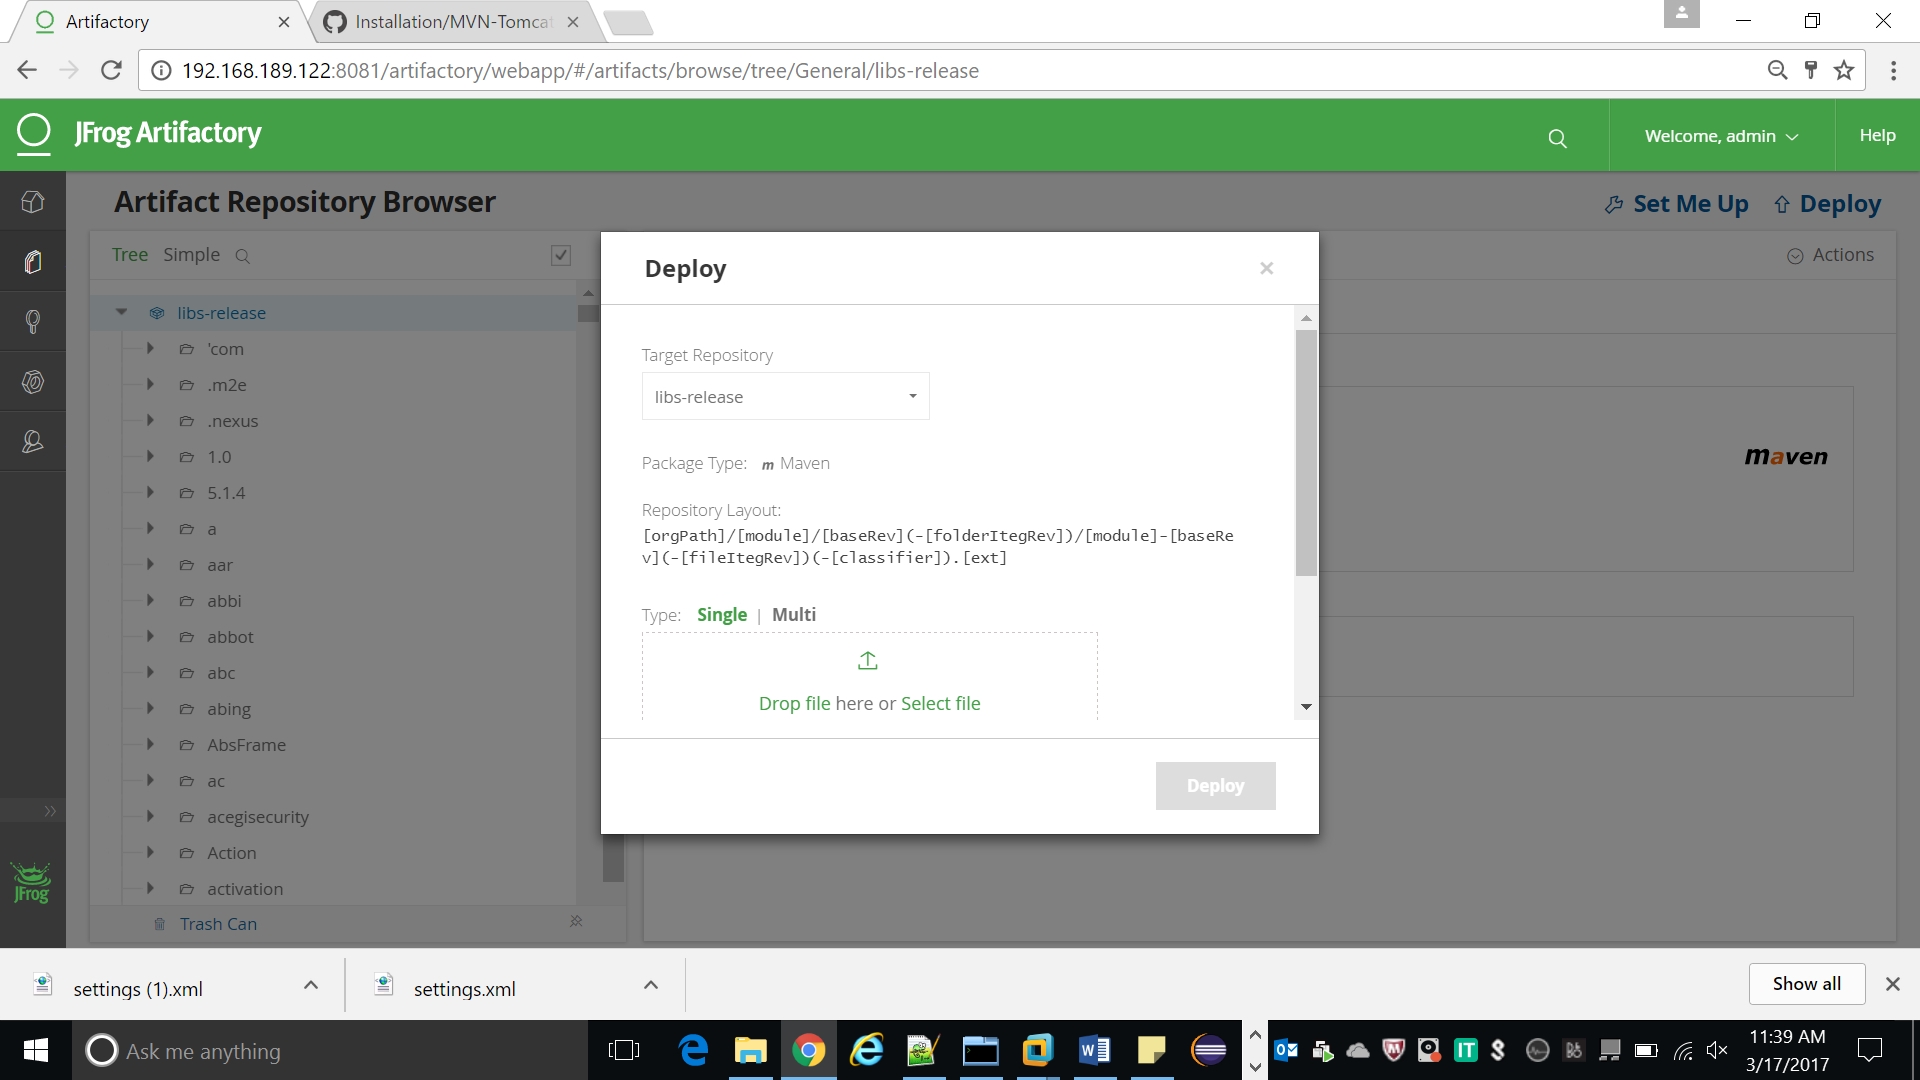 Artifactory
Installation/MVN-Tomca
192.168.189.122:8081/artifactory/webapp/#/artifacts/browse/tree/General/libs-release
JFrog Artifactory
Welcome, admin
Help
Artifact Repository Browser
Set Me Up
Deploy
Tree Simple
Actions
libs-release
'com
.m2e
.nexus
1.0
5.1.4
a
aar
abbi
abbot
abc
abing
AbsFrame
ac
acegisecurity
Action
activation
Trash Can
JFrog
maven
Deploy
Target Repository
libs-release
Package Type: m Maven
Repository Layout:
[orgPath]/[module]/[baseRev](-[folderItegRev])/[module]-[baseRe
v](-[fileItegRev])(-[classifier]).[ext]
Type: Single | Multi
Drop file here or Select file
Deploy
settings (1).xml
settings.xml
Show all
Ask me anything
11:39 AM
3/17/2017